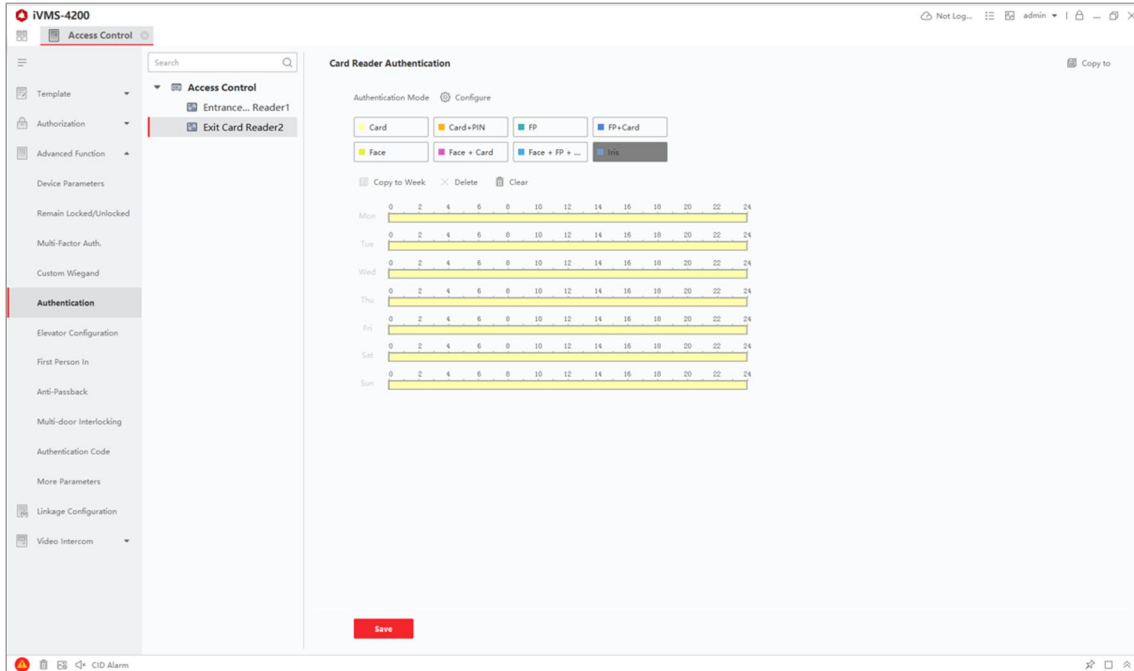 iVMS-4200
Not Log... admin
Access Control
Search
Card Reader Authentication
Copy to
Template
Access Control
Authentication Mode Configure
Entrance... Reader1
Authorization
Exit Card Reader2
Card Card+PIN FP FP+Card
Advanced Function
Face Face + Card Face + FP + ... Iris
Device Parameters
Copy to Week Delete Clear
Remain Locked/Unlocked
0 2 4 6 8 10 12 14 16 18 20 22 24
Mon
0 2 4 6 8 10 12 14 16 18 20 22 24
Tue
Multi-Factor Auth.
0 2 4 6 8 10 12 14 16 18 20 22 24
Wed
Custom Wiegand
0 2 4 6 8 10 12 14 16 18 20 22 24
Thu
Authentication
0 2 4 6 8 10 12 14 16 18 20 22 24
Fri
Elevator Configuration
0 2 4 6 8 10 12 14 16 18 20 22 24
Sat
First Person In
0 2 4 6 8 10 12 14 16 18 20 22 24
Sun
Anti-Passback
Multi-door Interlocking
Authentication Code
More Parameters
Linkage Configuration
Video Intercom
Save
CID Alarm